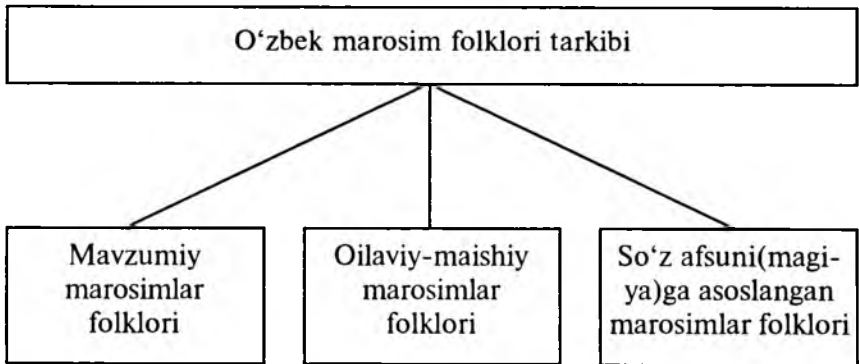 O‘zbek marosim folklori tarkibi
Mavzumiy
marosimlar
folklori
Oilaviy-maishiy
marosimlar
folklori
So‘z afsuni(magi-
ya)ga asoslangan
marosimlar folklori